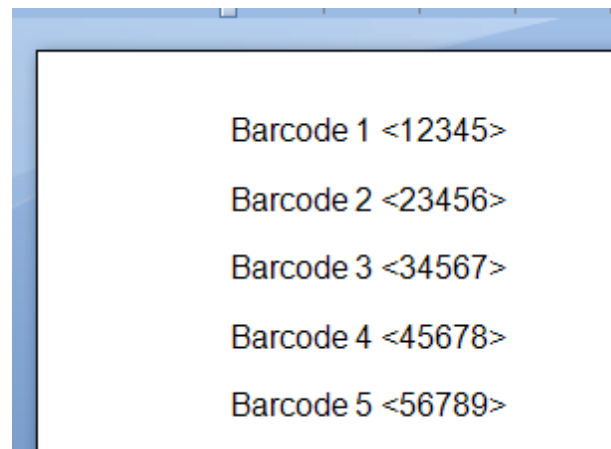 Barcode 1 <12345>
Barcode 2 <23456>
Barcode 3 <34567>
Barcode 4 <45678>
Barcode 5 <56789>